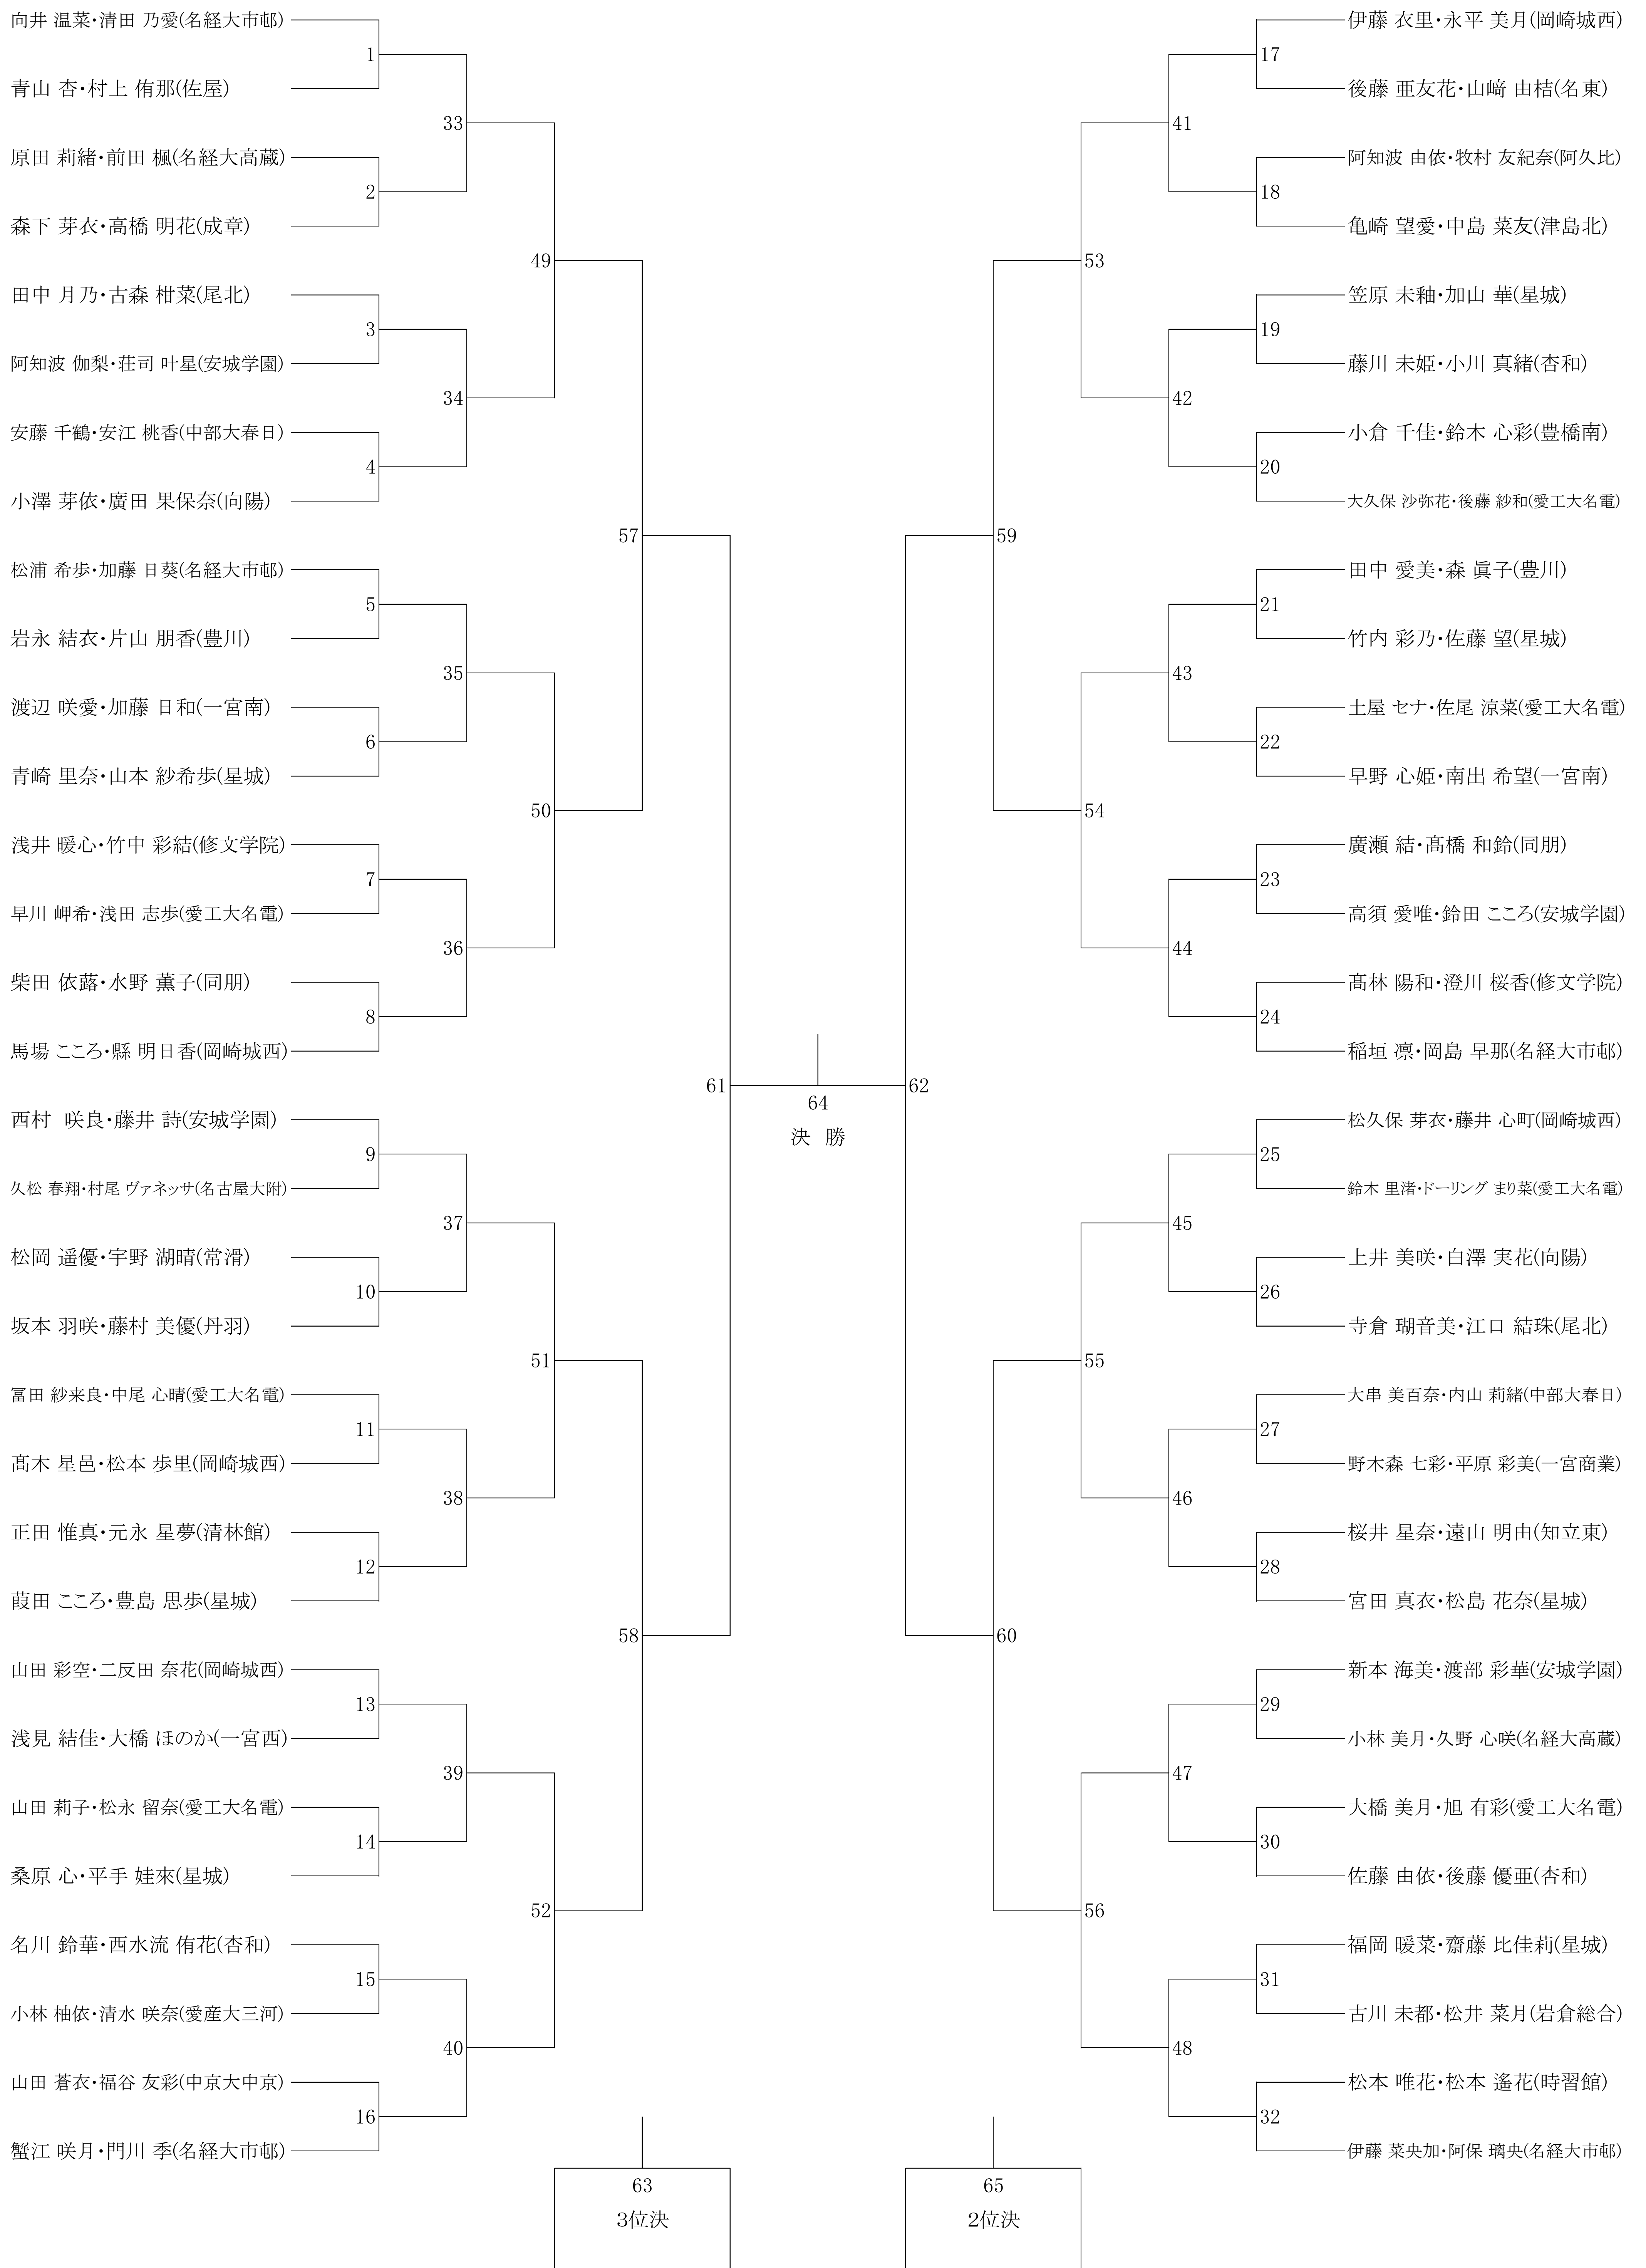 向井 温菜・清田 乃愛(名経大市邨)
1
青山 杏・村上 侑那(佐屋)
33
原田 莉緒・前田 楓(名経大高蔵)
2
森下 芽衣・高橋 明花(成章)
49
田中 月乃・古森 柑菜(尾北)
3
阿知波 伽梨・荘司 叶星(安城学園)
34
安藤 千鶴・安江 桃香(中部大春日)
4
小澤 芽依・廣田 果保奈(向陽)
57
松浦 希歩・加藤 日葵(名経大市邨)
5
岩永 結衣・片山 朋香(豊川)
35
渡辺 咲愛・加藤 日和(一宮南)
6
青崎 里奈・山本 紗希歩(星城)
50
浅井 暖心・竹中 彩結(修文学院)
7
早川 岬希・浅田 志歩(愛工大名電)
36
柴田 依蕗・水野 薫子(同朋)
8
馬場 こころ・縣 明日香(岡崎城西)
61
西村 咲良・藤井 詩(安城学園)
9
久松 春翔・村尾 ヴァネッサ(名古屋大附)
37
松岡 遥優・宇野 湖晴(常滑)
10
坂本 羽咲・藤村 美優(丹羽)
51
冨田 紗来良・中尾 心晴(愛工大名電)
11
髙木 星邑・松本 歩里(岡崎城西)
38
正田 惟真・元永 星夢(清林館)
12
葭田 こころ・豊島 思歩(星城)
58
山田 彩空・二反田 奈花(岡崎城西)
13
浅見 結佳・大橋 ほのか(一宮西)
39
山田 莉子・松永 留奈(愛工大名電)
14
桑原 心・平手 娃來(星城)
52
名川 鈴華・西水流 侑花(杏和)
15
小林 柚依・清水 咲奈(愛産大三河)
40
山田 蒼衣・福谷 友彩(中京大中京)
16
蟹江 咲月・門川 季(名経大市邨)
64
決 勝
伊藤 衣里・永平 美月(岡崎城西)
17
後藤 亜友花・山﨑 由桔(名東)
41
阿知波 由依・牧村 友紀奈(阿久比)
18
亀崎 望愛・中島 菜友(津島北)
53
笠原 未釉・加山 華(星城)
19
藤川 未姫・小川 真緒(杏和)
42
小倉 千佳・鈴木 心彩(豊橋南)
20
大久保 沙弥花・後藤 紗和(愛工大名電)
59
田中 愛美・森 眞子(豊川)
21
竹内 彩乃・佐藤 望(星城)
43
土屋 セナ・佐尾 涼菜(愛工大名電)
22
早野 心姫・南出 希望(一宮南)
54
廣瀬 結・髙橋 和鈴(同朋)
23
高須 愛唯・鈴田 こころ(安城学園)
44
髙林 陽和・澄川 桜香(修文学院)
24
稲垣 凛・岡島 早那(名経大市邨)
62
松久保 芽衣・藤井 心町(岡崎城西)
25
鈴木 里渚・ドーリング まり菜(愛工大名電)
45
上井 美咲・白澤 実花(向陽)
26
寺倉 瑚音美・江口 結珠(尾北)
55
大串 美百奈・内山 莉緒(中部大春日)
27
野木森 七彩・平原 彩美(一宮商業)
46
桜井 星奈・遠山 明由(知立東)
28
宮田 真衣・松島 花奈(星城)
60
新本 海美・渡部 彩華(安城学園)
29
小林 美月・久野 心咲(名経大高蔵)
47
大橋 美月・旭 有彩(愛工大名電)
30
佐藤 由依・後藤 優亜(杏和)
56
福岡 暖菜・齋藤 比佳莉(星城)
31
古川 未都・松井 菜月(岩倉総合)
48
松本 唯花・松本 遙花(時習館)
32
伊藤 菜央加・阿保 璃央(名経大市邨)
63
3位決
65
2位決